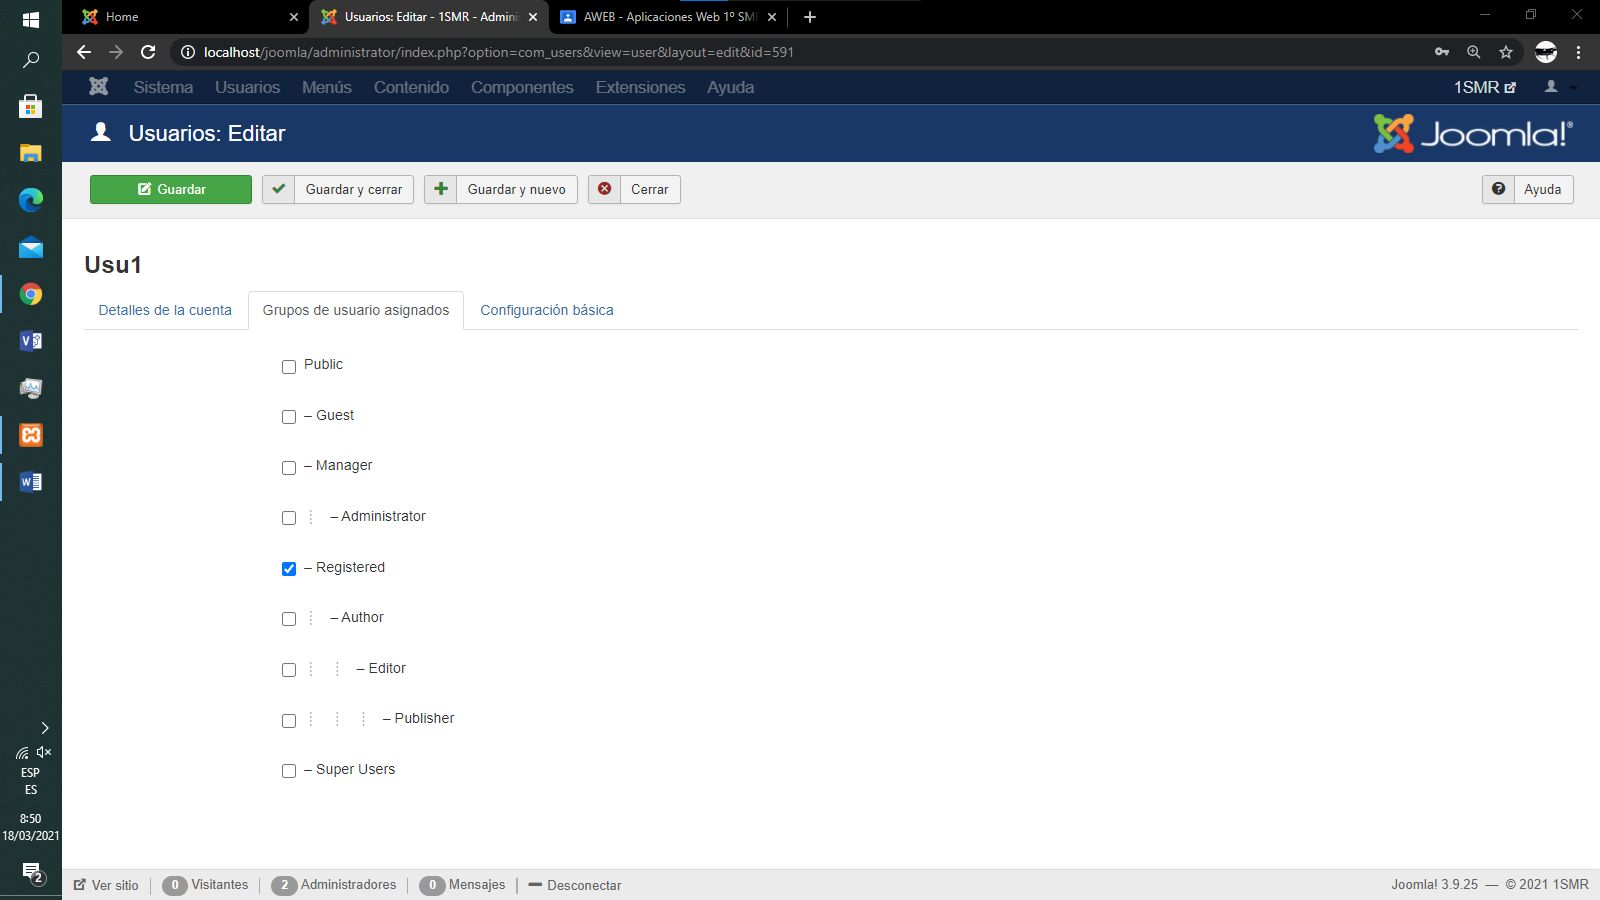 Home
Usuarios: Editar - 1SMR - Admini
AWEB - Aplicaciones Web 1º SM
localhost/joomla/administrator/index.php?option=com_users&view=user&layout=edit&id=591
Sistema Usuarios Menús Contenido Componentes Extensiones Ayuda 1SMR
Usuarios: Editar
Joomla!®
Guardar Guardar y cerrar Guardar y nuevo Cerrar Ayuda
Usu1
Detalles de la cuenta Grupos de usuario asignados Configuración básica
Public
– Guest
– Manager
– Administrator
– Registered
– Author
– Editor
– Publisher
– Super Users
ESP
ES
8:50
18/03/2021
2
Ver sitio 0 Visitantes 2 Administradores 0 Mensajes Desconectar Joomla! 3.9.25 — © 2021 1SMR